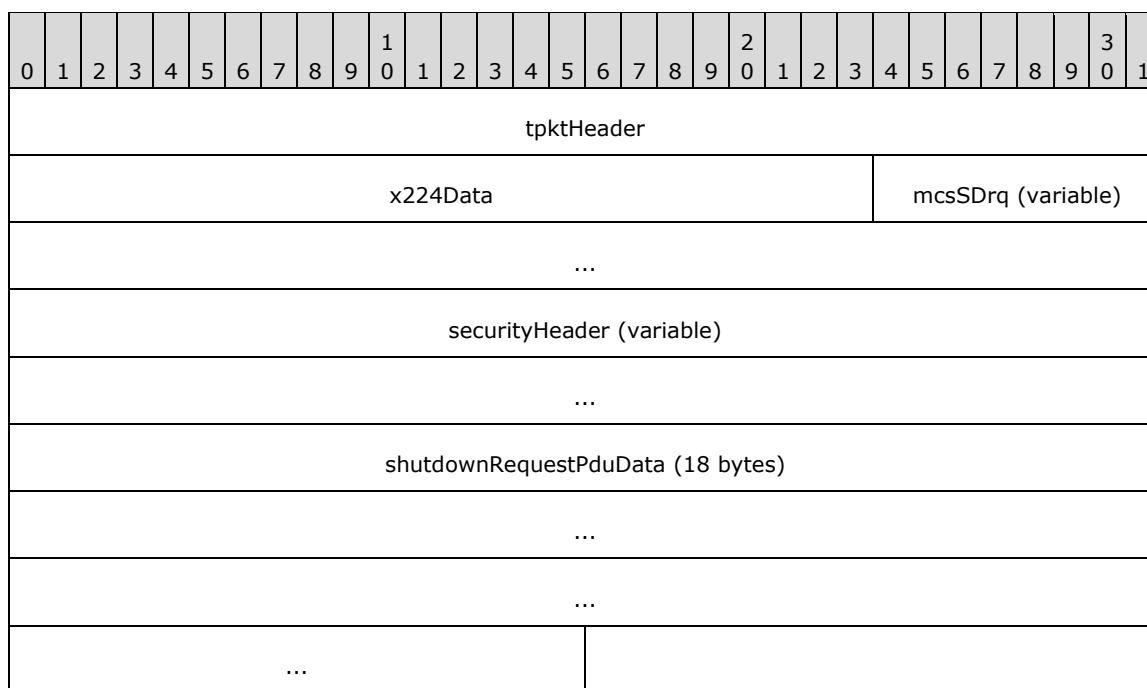 1 2 3
0 1 2 3 4 5 6 7 8 9 0 1 2 3 4 5 6 7 8 9 0 1 2 3 4 5 6 7 8 9 0 1
tpktHeader
x224Data mcsSDrq (variable)
...
securityHeader (variable)
...
shutdownRequestPduData (18 bytes)
...
...
...